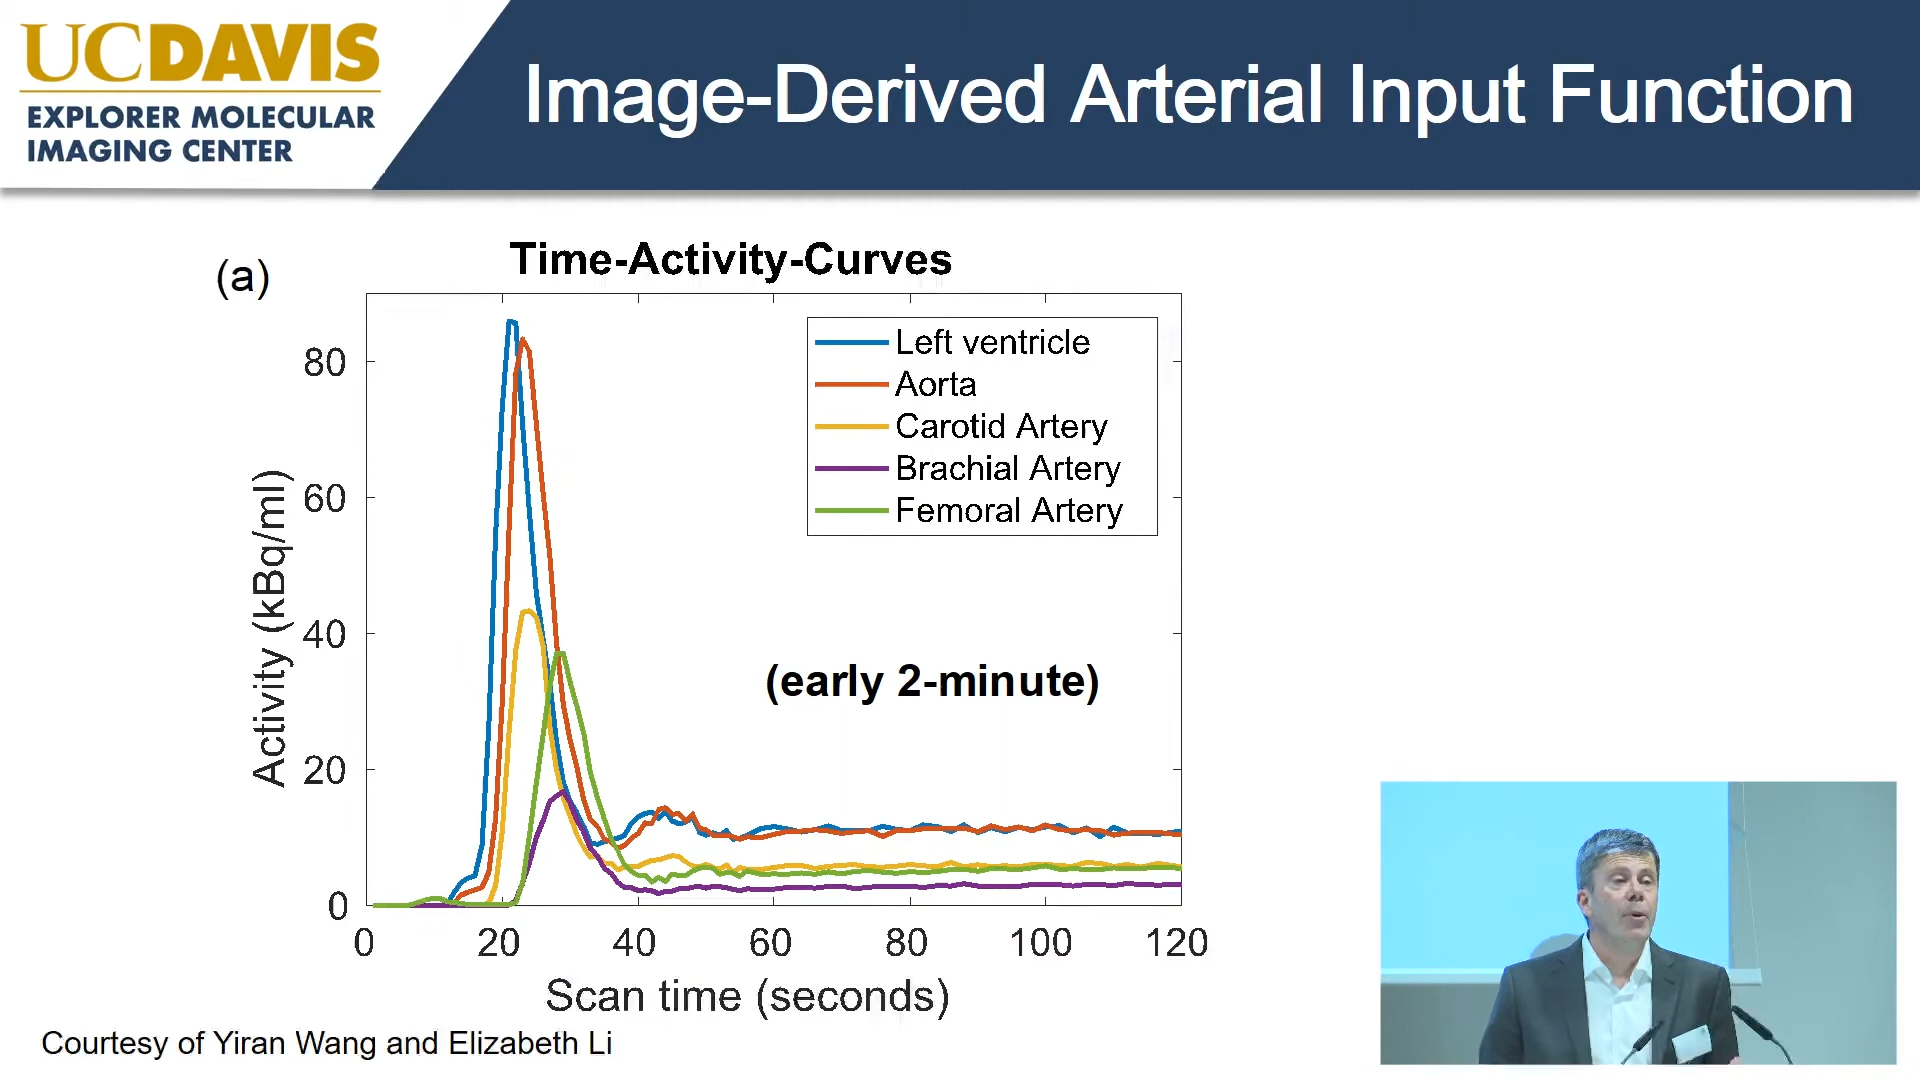 UCDAVIS
EXPLORER MOLECULAR
IMAGING CENTER
Image-Derived Arterial Input Function
(a)
Time-Activity-Curves
Left ventricle
Aorta
Carotid Artery
Brachial Artery
Femoral Artery
(early 2-minute)
Activity (kBq/ml)
80
60
40
20
0
0 20 40 60 80 100 120
Scan time (seconds)
Courtesy of Yiran Wang and Elizabeth Li